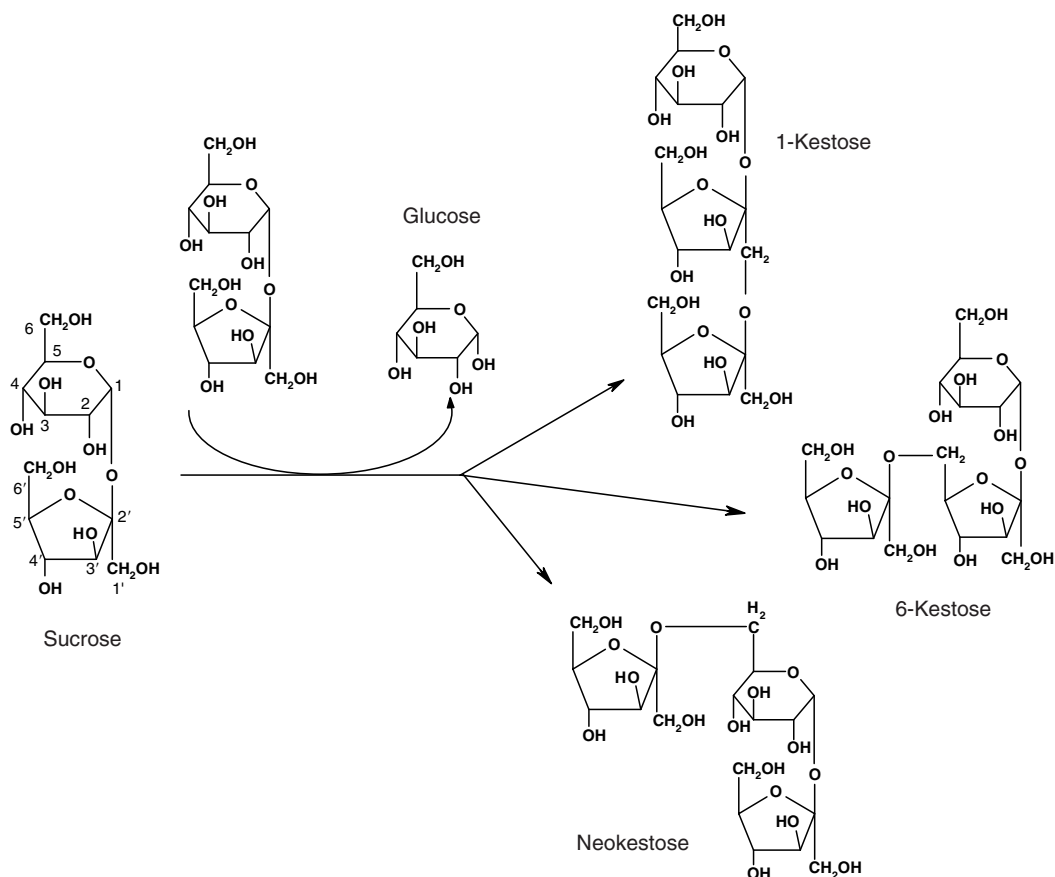 CH2OH
O
OH
OH
OH
O
1-Kestose
CH2OH
O
HO
OH
CH2
O
CH2OH
O
HO
OH
CH2OH
CH2OH
O
OH
OH
OH
O
CH2OH
O
HO
OH
CH2OH
Glucose
CH2OH
O
OH
OH
OH
OH
6
CH2OH
5
O
4
OH
1
2
OH
3
OH
O
CH2OH
6′
O
5′
2′
HO
4′
3′
OH
CH2OH
1'
Sucrose
CH2OH
O
OH
OH
OH
O
CH2OH
O
CH2
O
O
HO
HO
OH
CH2OH
OH
CH2OH
6-Kestose
H2
C
CH2OH
O
O
HO
OH
CH2OH
O
OH
OH
OH
O
CH2OH
O
HO
OH
CH2OH
Neokestose